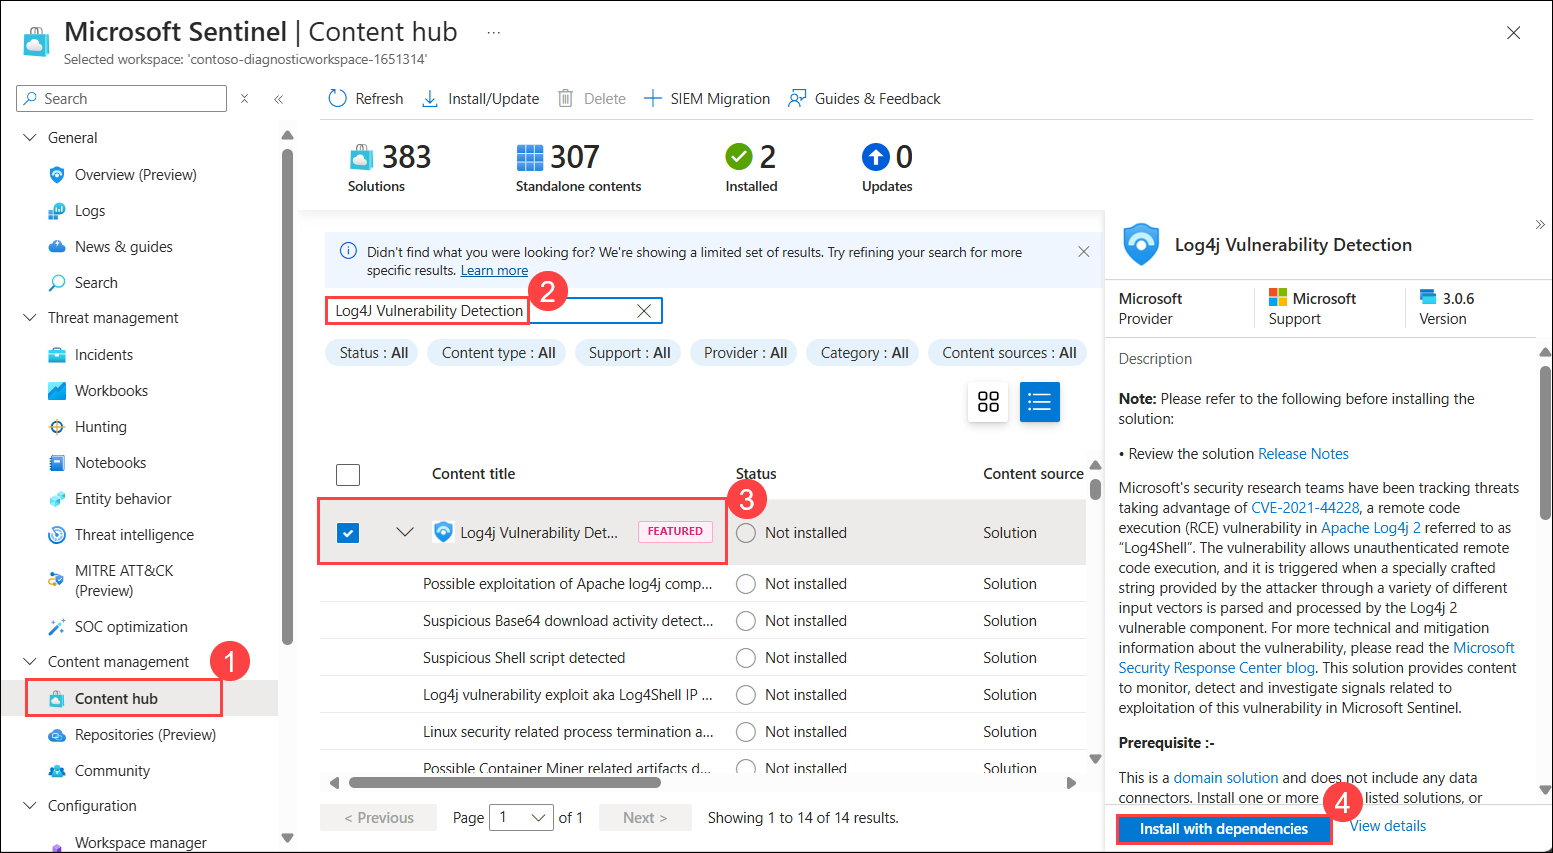 Microsoft Sentinel | Content hub ...
Selected workspace: 'contoso-diagnosticworkspace-1651314'
Search
General
Overview (Preview)
Logs
News & guides
Search
Threat management
Incidents
Workbooks
Hunting
Notebooks
Entity behavior
Threat intelligence
MITRE ATT&CK
(Preview)
SOC optimization
Content management
1
Content hub
Repositories (Preview)
Community
Configuration
Workspace manager
Refresh Install/Update Delete SIEM Migration Guides & Feedback
383 307 2 0
Solutions Standalone contents Installed Updates
Didn't find what you were looking for? We're showing a limited set of results. Try refining your search for more
specific results. Learn more
2
Log4J Vulnerability Detection
Status : All Content type : All Support : All Provider : All Category : All Content sources : All
Content title Status Content source
3
Log4j Vulnerability Det... FEATURED Not installed Solution
Possible exploitation of Apache log4j comp... Not installed Solution
Suspicious Base64 download activity detect... Not installed Solution
Suspicious Shell script detected Not installed Solution
Log4j vulnerability exploit aka Log4Shell IP ... Not installed Solution
Linux security related process termination a... Not installed Solution
Possible Container Miner related artifacts d... Not installed Solution
< Previous Page 1 of 1 Next > Showing 1 to 14 of 14 results.
Log4j Vulnerability Detection
Microsoft Microsoft 3.0.6
Provider Support Version
Description
Note: Please refer to the following before installing the
solution:
• Review the solution Release Notes
Microsoft's security research teams have been tracking threats
taking advantage of CVE-2021-44228, a remote code
execution (RCE) vulnerability in Apache Log4j 2 referred to as
“Log4Shell”. The vulnerability allows unauthenticated remote
code execution, and it is triggered when a specially crafted
string provided by the attacker through a variety of different
input vectors is parsed and processed by the Log4j 2
vulnerable component. For more technical and mitigation
information about the vulnerability, please read the Microsoft
Security Response Center blog. This solution provides content
to monitor, detect and investigate signals related to
exploitation of this vulnerability in Microsoft Sentinel.
Prerequisite :-
This is a domain solution and does not include any data
connectors. Install one or more listed solutions, or
4
Install with dependencies View details